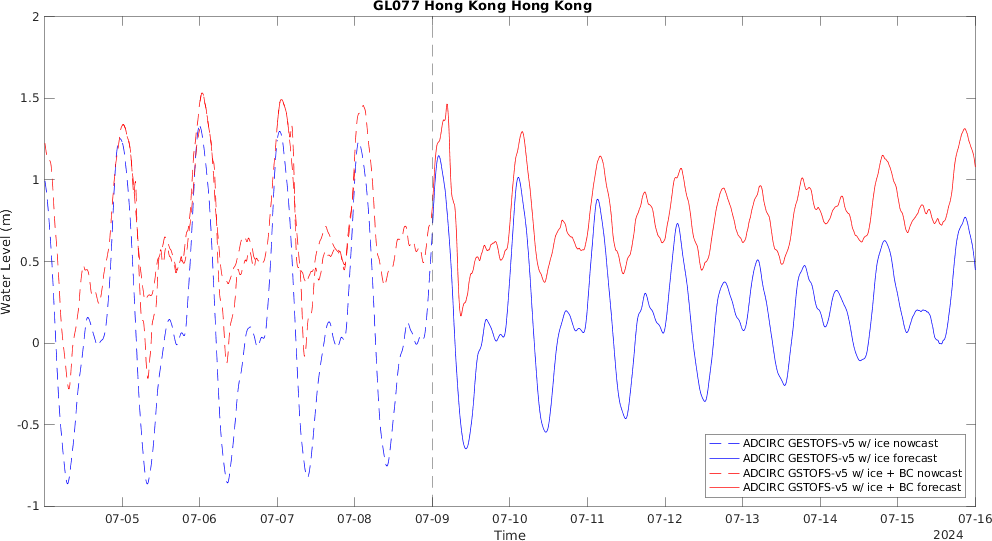 GL077 Hong Kong Hong Kong
2
1.5
1
0.5
0
-0.5
-1
Water Level (m)
07-05 07-06 07-07 07-08 07-09 07-10 07-11 07-12 07-13 07-14 07-15 07-16
Time
2024
ADCIRC GESTOFS-v5 w/ ice nowcast
ADCIRC GESTOFS-v5 w/ ice forecast
ADCIRC GSTOFS-v5 w/ ice + BC nowcast
ADCIRC GSTOFS-v5 w/ ice + BC forecast